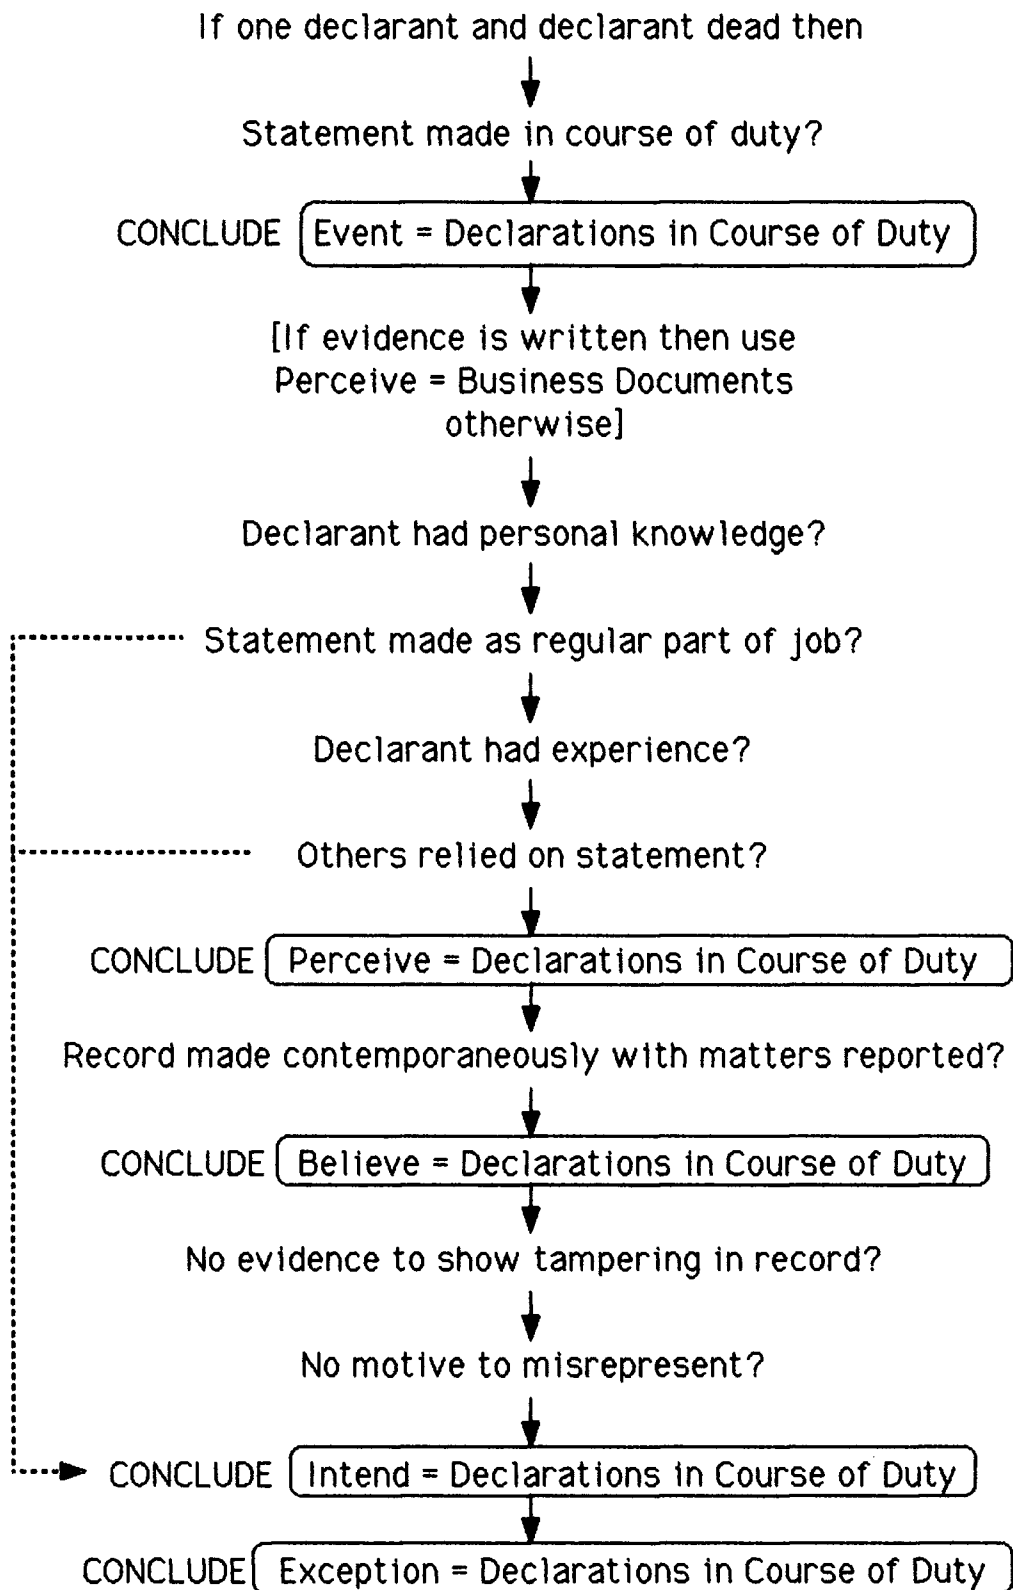 If one declarant and declarant dead then
Statement made in course of duty?
CONCLUDE Event = Declarations in Course of Duty
[If evidence is written then use
Perceive = Business Documents
otherwise]
Declarant had personal knowledge?
Statement made as regular part of job?
Declarant had experience?
Others relied on statement?
CONCLUDE Perceive = Declarations in Course of Duty
Record made contemporaneously with matters reported?
CONCLUDE Believe = Declarations in Course of Duty
No evidence to show tampering in record?
No motive to misrepresent?
CONCLUDE Intend = Declarations in Course of Duty
CONCLUDE Exception = Declarations in Course of Duty